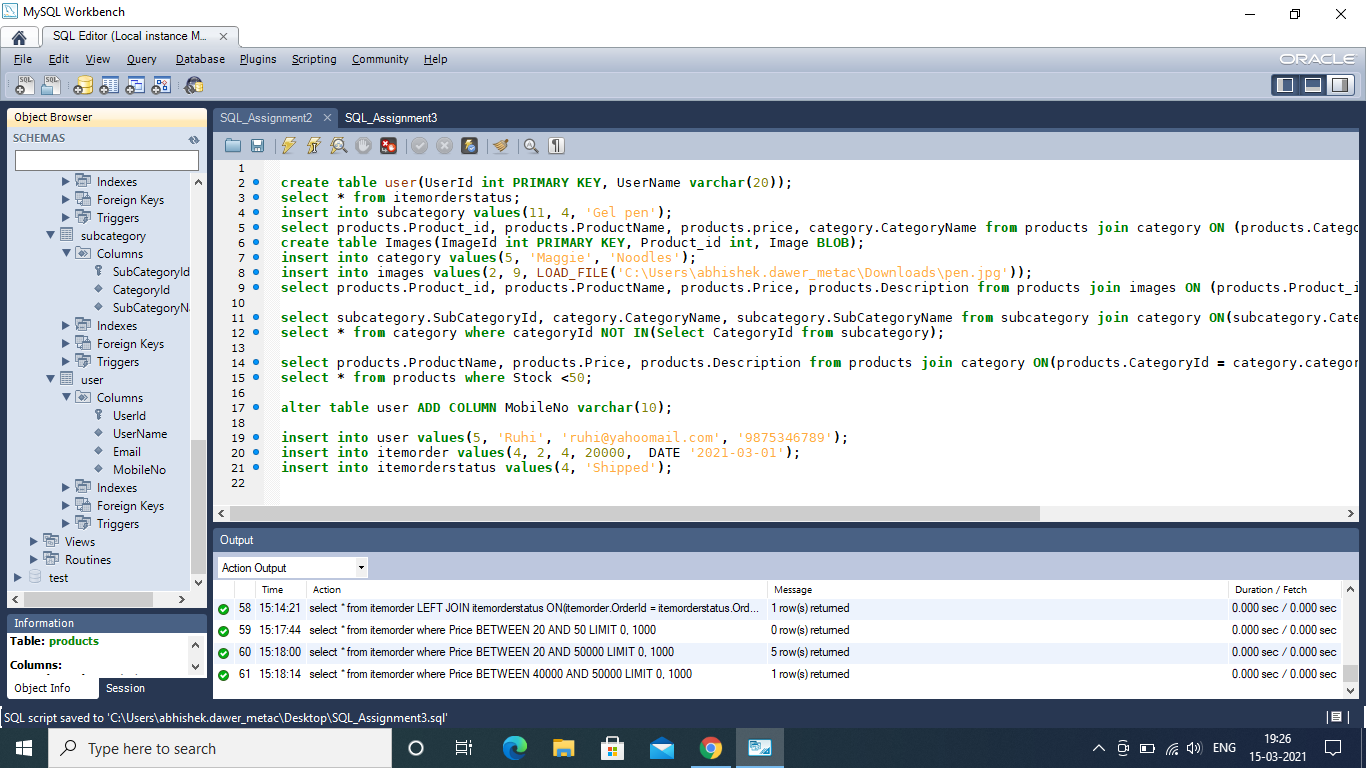 MySQL Workbench
SQL Editor (Local instance M...
File Edit View Query Database Plugins Scripting Community Help
ORACLE
Object Browser
SCHEMAS
Indexes
Foreign Keys
Triggers
subcategory
Columns
SubCategoryId
CategoryId
SubCategoryN
Indexes
Foreign Keys
Triggers
user
Columns
UserId
UserName
Email
MobileNo
Indexes
Foreign Keys
Triggers
Views
Routines
test
Information
Table: products
Columns:
Object Info Session
SQL_Assignment2 SQL_Assignment3
1
2 create table user(UserId int PRIMARY KEY, UserName varchar(20));
3 select * from itemorderstatus;
4 insert into subcategory values(11, 4, 'Gel pen');
5 select products.Product_id, products.ProductName, products.price, category.CategoryName from products join category ON (products.Catego
6 create table Images(ImageId int PRIMARY KEY, Product_id int, Image BLOB);
7 insert into category values(5, 'Maggie', 'Noodles');
8 insert into images values(2, 9, LOAD_FILE('C:\Users\abhishek.dawer_metac\Downloads\pen.jpg'));
9 select products.Product_id, products.ProductName, products.Price, products.Description from products join images ON (products.Product_i
10
11 select subcategory.SubCategoryId, category.CategoryName, subcategory.SubCategoryName from subcategory join category ON(subcategory.Cate
12 select * from category where categoryId NOT IN(Select CategoryId from subcategory);
13
14 select products.ProductName, products.Price, products.Description from products join category ON(products.CategoryId = category.categor
15 select * from products where Stock <50;
16
17 alter table user ADD COLUMN MobileNo varchar(10);
18
19 insert into user values(5, 'Ruhi', 'ruhi@yahoomail.com', '9875346789');
20 insert into itemorder values(4, 2, 4, 20000,  DATE '2021-03-01');
21 insert into itemorderstatus values(4, 'Shipped');
22
Output
Action Output
Time Action Message Duration / Fetch
58 15:14:21 select * from itemorder LEFT JOIN itemorderstatus ON(itemorder.OrderId = itemorderstatus.Ord... 1 row(s) returned 0.000 sec / 0.000 sec
59 15:17:44 select * from itemorder where Price BETWEEN 20 AND 50 LIMIT 0, 1000 0 row(s) returned 0.000 sec / 0.000 sec
60 15:18:00 select * from itemorder where Price BETWEEN 20 AND 50000 LIMIT 0, 1000 5 row(s) returned 0.000 sec / 0.000 sec
61 15:18:14 select * from itemorder where Price BETWEEN 40000 AND 50000 LIMIT 0, 1000 1 row(s) returned 0.000 sec / 0.000 sec
SQL script saved to 'C:\Users\abhishek.dawer_metac\Desktop\SQL_Assignment3.sql'
Type here to search
ENG
19:26
15-03-2021